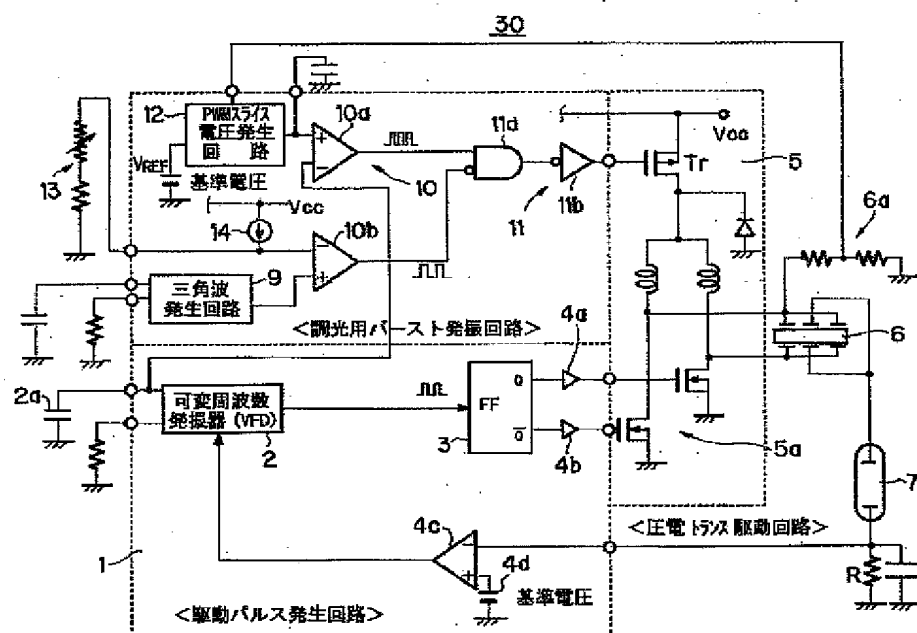 30
12
PWMスライス
電圧発生
回路
10a
11a
Vcc
Tr
5
13
VREF
基準電圧
10
11
11b
6a
14
Vcc
10b
9
三角波
発生回路
<調光用バースト発振回路>
4a
6
2a
可変周波数
発振器(VFD)
2
FF
Q
Q
3
4b
5a
7
4c
4d
<圧電トランス駆動回路>
1
基準電圧
R
<駆動パルス発生回路>